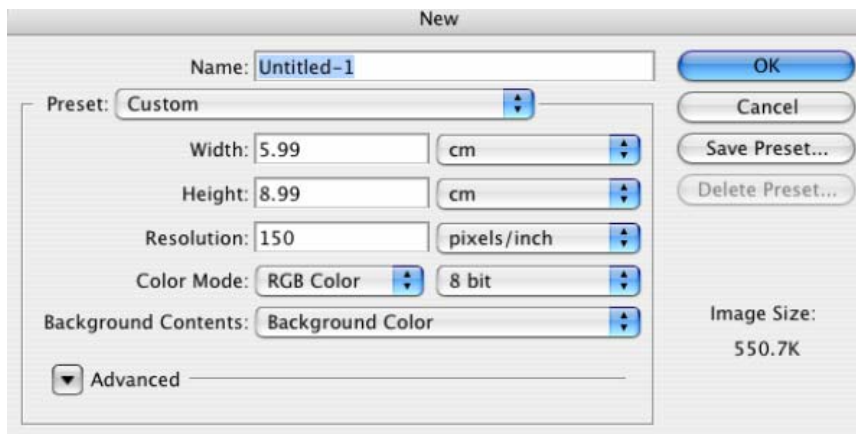 New
Name: Untitled-1
OK
Preset: Custom
Cancel
Width: 5.99 cm
Save Preset...
Height: 8.99 cm
Delete Preset...
Resolution: 150 pixels/inch
Color Mode: RGB Color 8 bit
Background Contents: Background Color
Image Size:
550.7K
Advanced